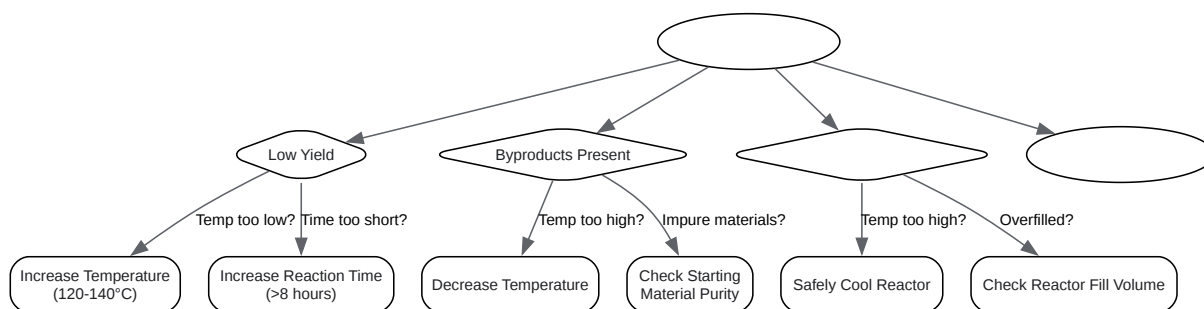 Low Yield
Byproducts Present
Temp too low?
Time too short?
Temp too high?
Impure materials?
Temp too high?
Overfilled?
Increase Temperature
(120-140°C)
Increase Reaction Time
(>8 hours)
Decrease Temperature
Check Starting
Material Purity
Safely Cool Reactor
Check Reactor Fill Volume